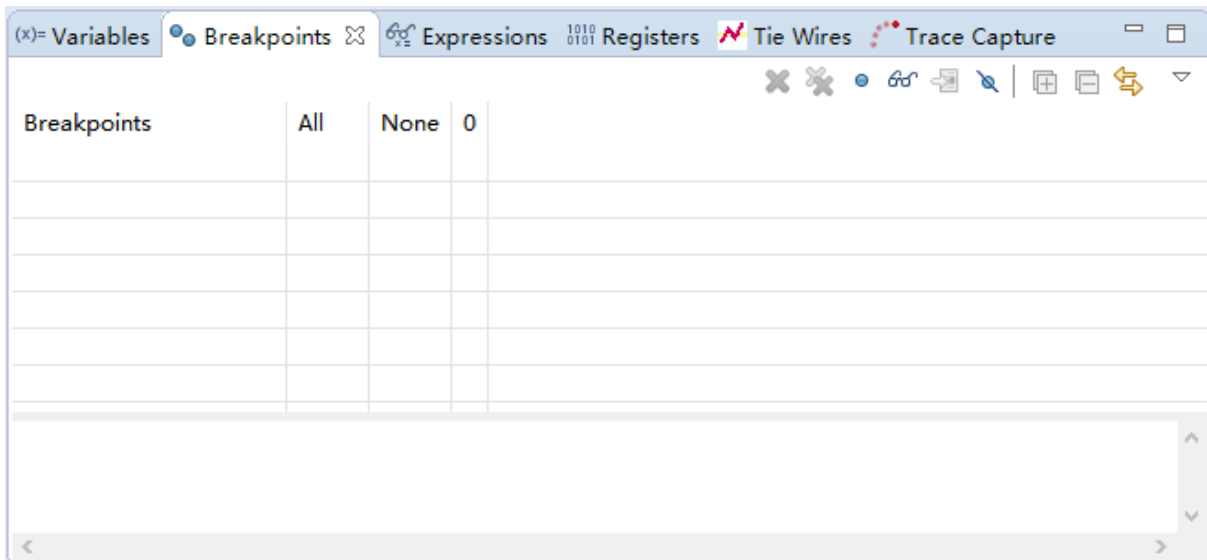 (x)= Variables Breakpoints Expressions 1010 0101 Registers Tie Wires Trace Capture
Breakpoints All None 0